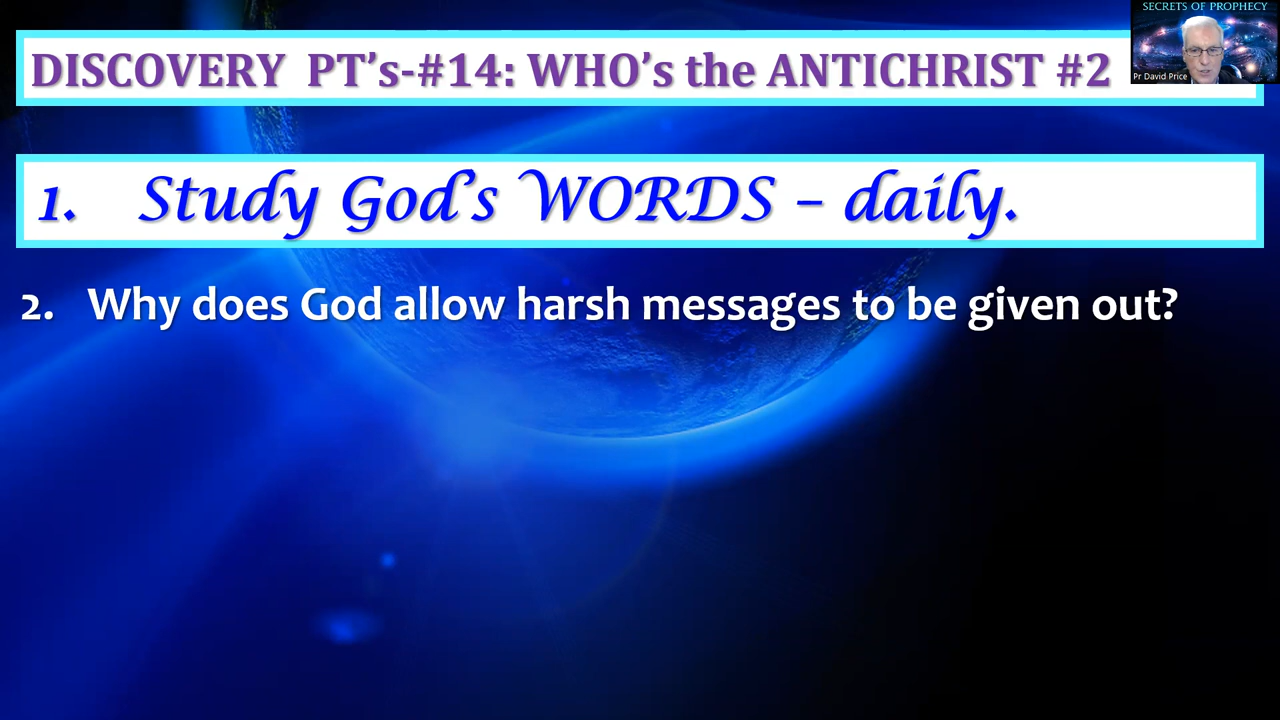 SECRETS OF PROPHECY
DISCOVERY PT's-#14: WHO's the ANTICHRIST #2
Pr David Price
1. Study God's WORDS – daily.
2. Why does God allow harsh messages to be given out?